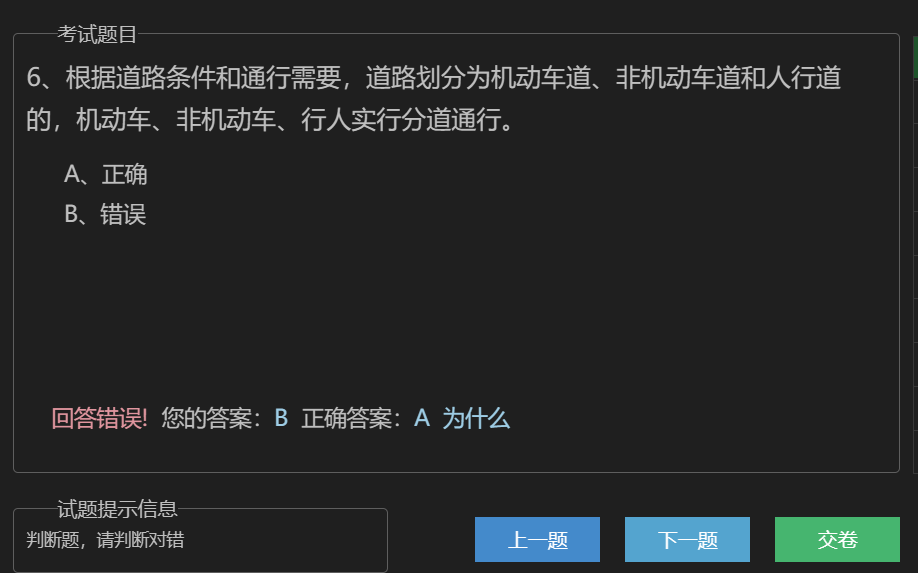 考试题目
6、根据道路条件和通行需要，道路划分为机动车道、非机动车道和人行道
的，机动车、非机动车、行人实行分道通行。
A、正确
B、错误
回答错误! 您的答案：B 正确答案：A 为什么
试题提示信息
判断题，请判断对错
上一题 下一题 交卷